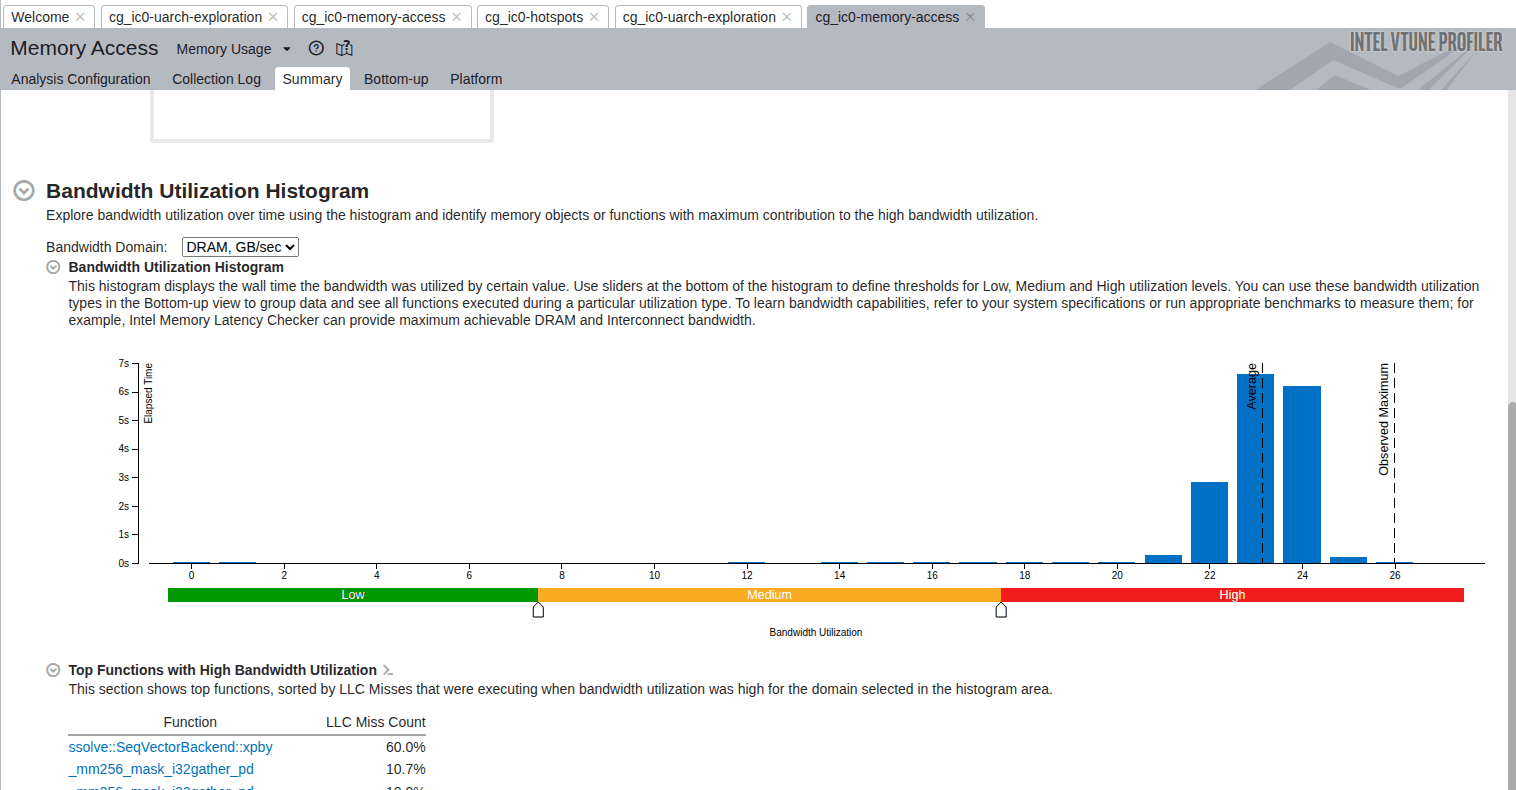 Welcome cg_ic0-uarch-exploration cg_ic0-memory-access cg_ic0-hotspots cg_ic0-uarch-exploration cg_ic0-memory-access
Memory Access Memory Usage
INTEL VTUNE PROFILER
Analysis Configuration Collection Log Summary Bottom-up Platform
Bandwidth Utilization Histogram
Explore bandwidth utilization over time using the histogram and identify memory objects or functions with maximum contribution to the high bandwidth utilization.
Bandwidth Domain: DRAM, GB/sec
Bandwidth Utilization Histogram
This histogram displays the wall time the bandwidth was utilized by certain value. Use sliders at the bottom of the histogram to define thresholds for Low, Medium and High utilization levels. You can use these bandwidth utilization
types in the Bottom-up view to group data and see all functions executed during a particular utilization type. To learn bandwidth capabilities, refer to your system specifications or run appropriate benchmarks to measure them; for
example, Intel Memory Latency Checker can provide maximum achievable DRAM and Interconnect bandwidth.
7s
6s
5s
4s
3s
2s
1s
0s
Elapsed Time
Average
Observed Maximum
0 2 4 6 8 10 12 14 16 18 20 22 24 26
Low Medium High
Bandwidth Utilization
Top Functions with High Bandwidth Utilization
This section shows top functions, sorted by LLC Misses that were executing when bandwidth utilization was high for the domain selected in the histogram area.
Function LLC Miss Count
ssolve::SeqVectorBackend::xpby 60.0%
_mm256_mask_i32gather_pd 10.7%
_mm256_mask_i32gather_pd